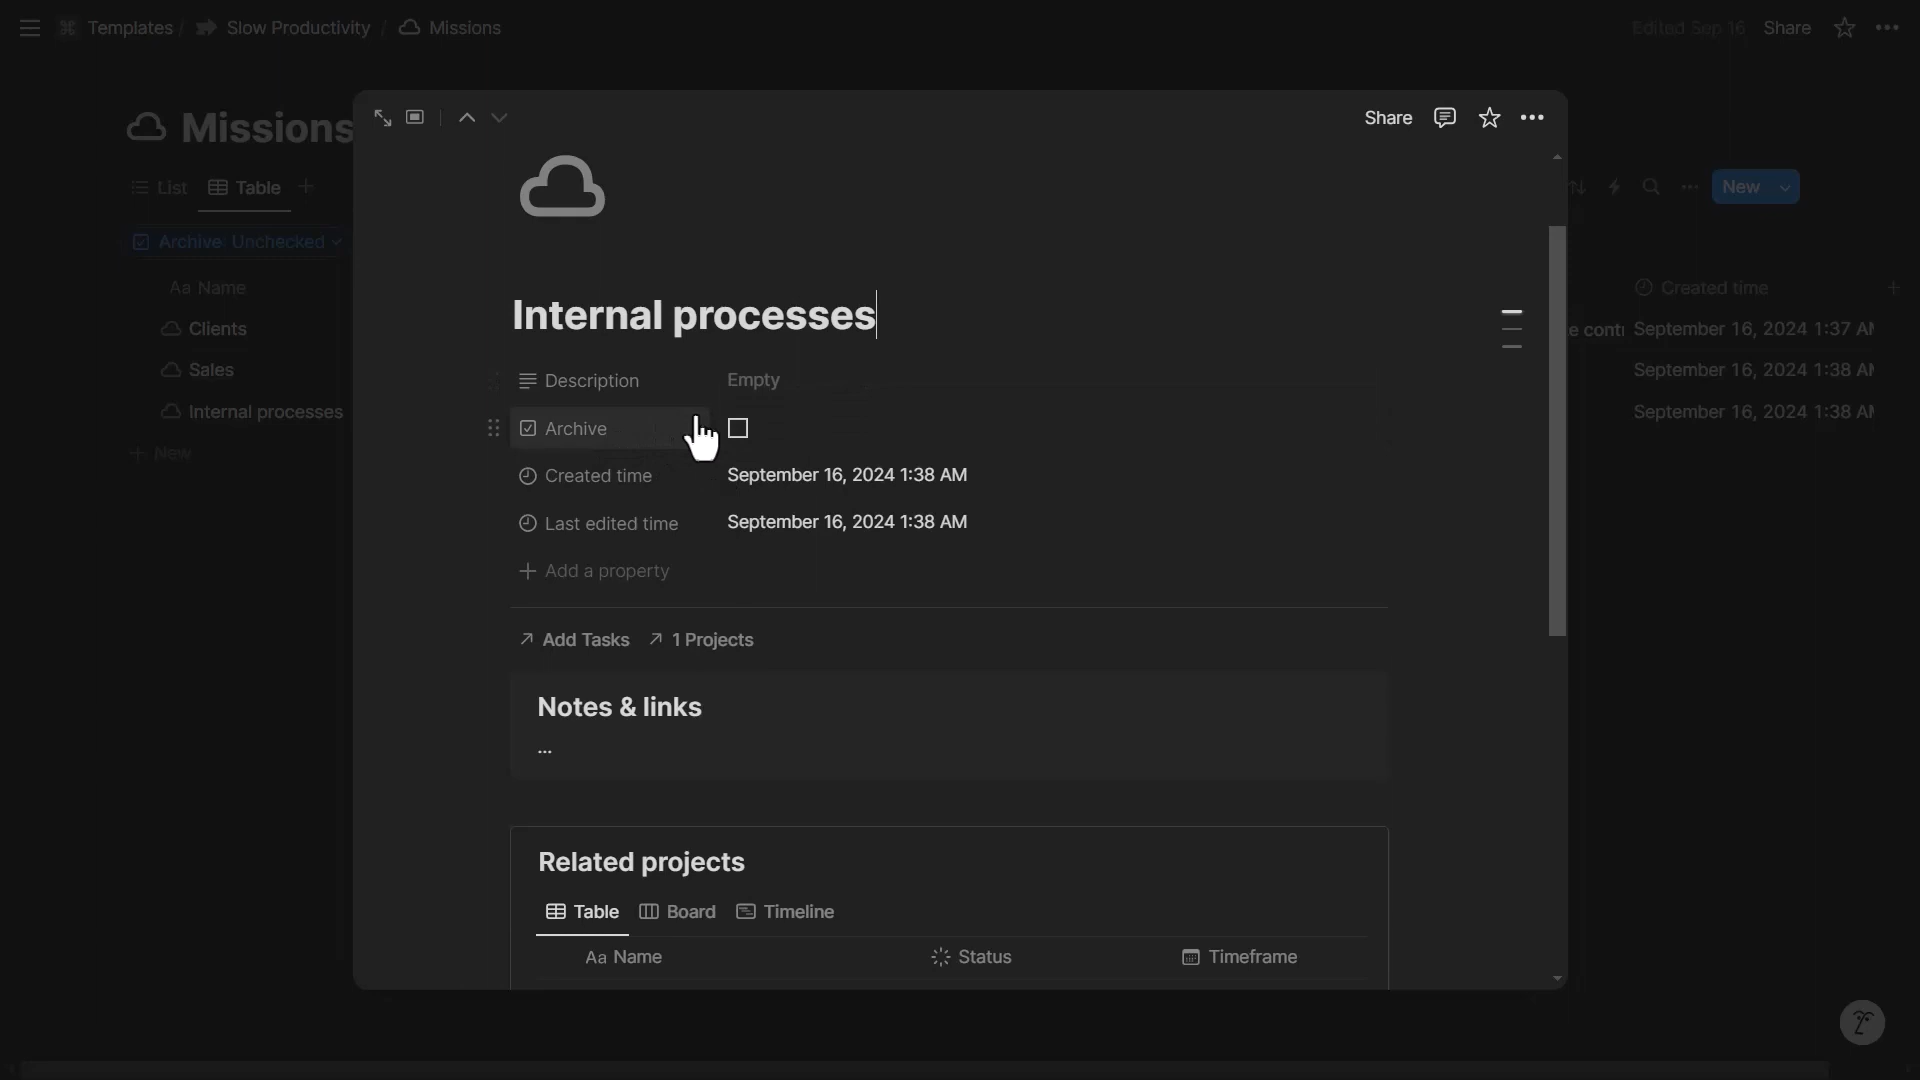 Templates / Slow Productivity / Missions
Edited Sep 16 Share
Missions
List Table
New
Archive: Unchecked
Aa Name
Created time
Clients
September 16, 2024 1:37 AM
Sales
September 16, 2024 1:38 AM
Internal processes
September 16, 2024 1:38 AM
New
Share
Internal processes
Description Empty
Archive
Created time September 16, 2024 1:38 AM
Last edited time September 16, 2024 1:38 AM
Add a property
Add Tasks 1 Projects
Notes & links
...
Related projects
Table Board Timeline
Aa Name Status Timeframe